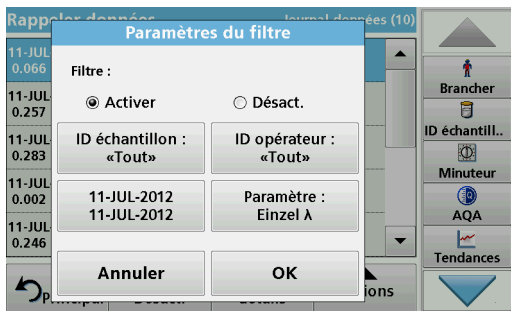 Rappeler données
Journal données (10)
Paramètres du filtre
Filtre :
Activer
Désact.
ID échantillon :
«Tout»
ID opérateur :
«Tout»
11-JUL-2012
11-JUL-2012
Paramètre :
Einzel λ
Annuler
OK
11-JUL
0.066
11-JUL
0.257
11-JUL
0.283
11-JUL
0.002
11-JUL
0.246
Brancher
ID échantill..
Minuteur
AQA
Tendances